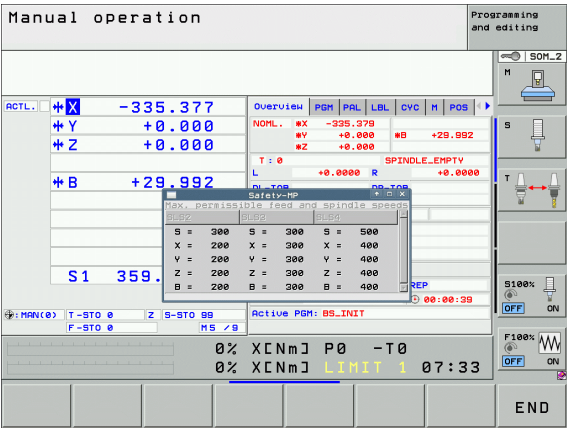 Manual operation
Programming
and editing
SOM_2
M
ACTL. X -335.377
Y +0.000
Z +0.000
B +29.992
S1 359.
Overview PGM PAL LBL CYC M POS
NOML. *X -335.379
*Y +0.000 *B +29.992
*Z +0.000
T : 0 SPINDLE_EMPTY
L +0.0000 R +0.0000
DL-TAB DR-TAB
Safety-MP
Max. permissible feed and spindle speeds
SLS2 SLS3 SLS4
S = 300 S = 300 S = 500
X = 200 X = 300 X = 400
Y = 200 Y = 300 Y = 400
Z = 200 Z = 300 Z = 400
B = 200 B = 300 B = 400
REP
00:00:39
Active PGM: BS_INIT
: MAN(0) T-STO 0 Z S-STO 99
F-STO 0 M5 /9
0% X[Nm] P0 -T0
0% X[Nm] LIMIT 1 07:33
S
T
S100%
OFF ON
F100%
OFF ON
END